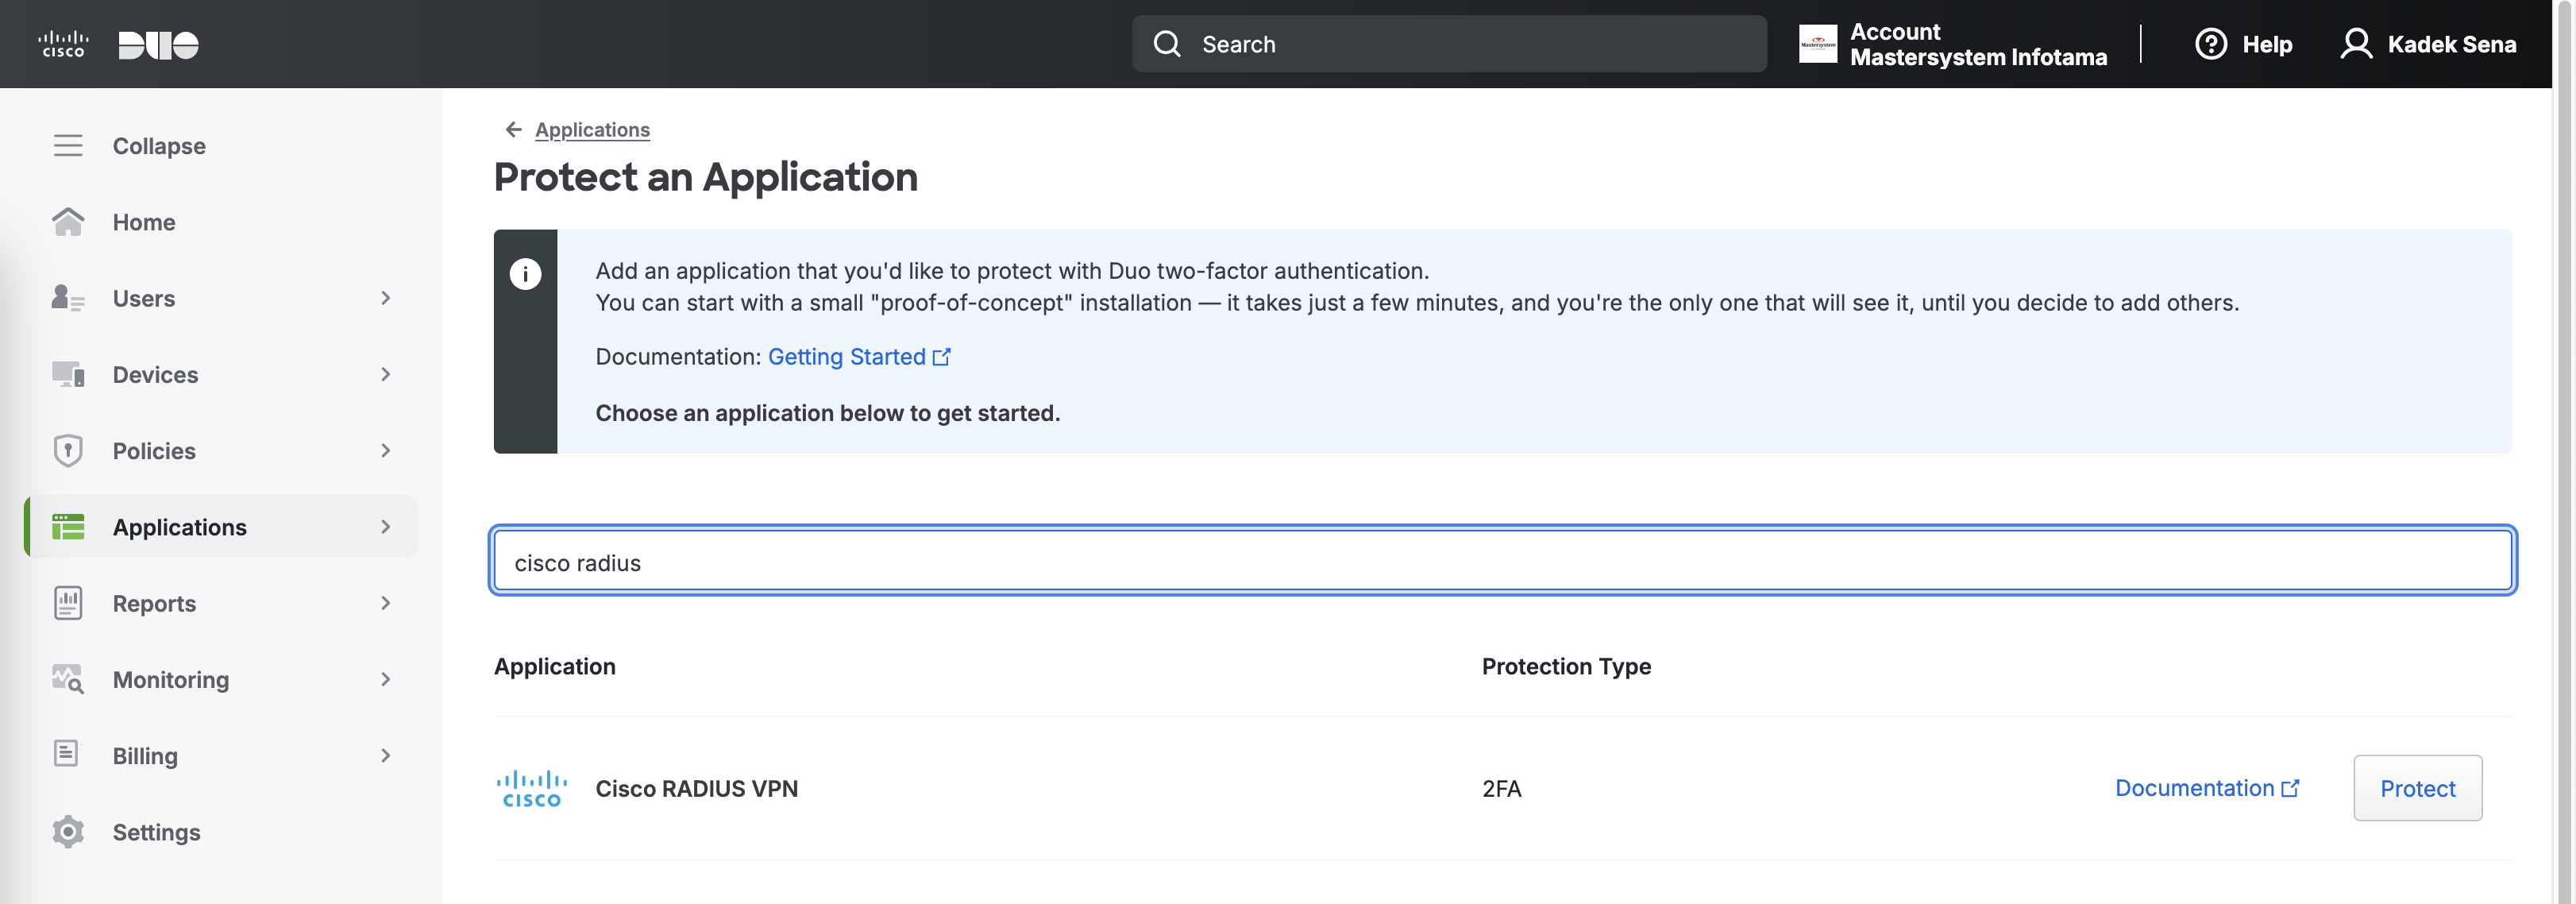 CISCO
DUO
Search
Mastersystem
Account
Mastersystem Infotama
Help
Kadek Sena
Collapse
Home
Users
Devices
Policies
Applications
Reports
Monitoring
Billing
Settings
Applications
Protect an Application
Add an application that you'd like to protect with Duo two-factor authentication.
You can start with a small "proof-of-concept" installation — it takes just a few minutes, and you're the only one that will see it, until you decide to add others.
Documentation: Getting Started
Choose an application below to get started.
cisco radius
Application
Protection Type
CISCO
Cisco RADIUS VPN
2FA
Documentation
Protect